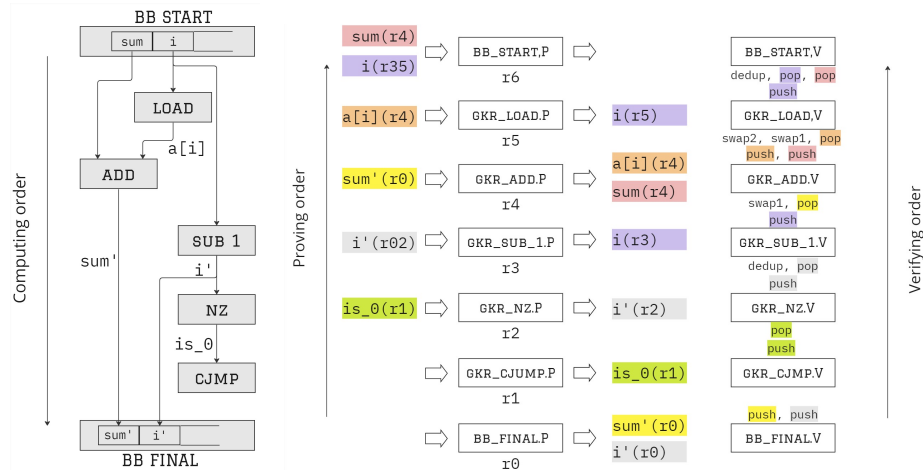 BB START
sum i
LOAD
a[i]
ADD
SUB 1
sum'
i'
NZ
is_0
CJMP
sum' i'
BB FINAL
Computing order
Proving order
sum(r4)
i(r35)
BB_START,P
r6
BB_START,V
dedup, pop, pop
push
a[i](r4)
GKR_LOAD.P
r5
i(r5)
GKR_LOAD,V
swap2, swap1, pop
push, push
sum'(r0)
GKR_ADD.P
r4
a[i](r4)
sum(r4)
GKR_ADD.V
swap1, pop
push
i'(r02)
GKR_SUB_1.P
r3
i(r3)
GKR_SUB_1.V
dedup, pop
push
is_0(r1)
GKR_NZ.P
r2
i'(r2)
GKR_NZ.V
pop
push
GKR_CJUMP.P
r1
is_0(r1)
GKR_CJMP.V
push, push
BB_FINAL.P
r0
sum'(r0)
i'(r0)
BB_FINAL.V
Verifying order